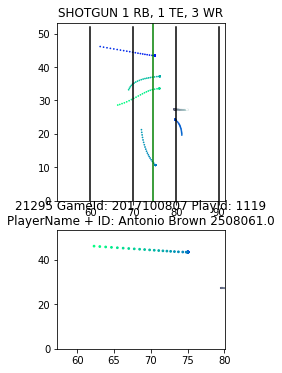 SHOTGUN 1 RB, 1 TE, 3 WR
50
40
30
20
10
0
60 70 80 90
21295 GameId: 2017100807 PlayId: 1119
PlayerName + ID: Antonio Brown 2508061.0
40
20
0
60 65 70 75 80